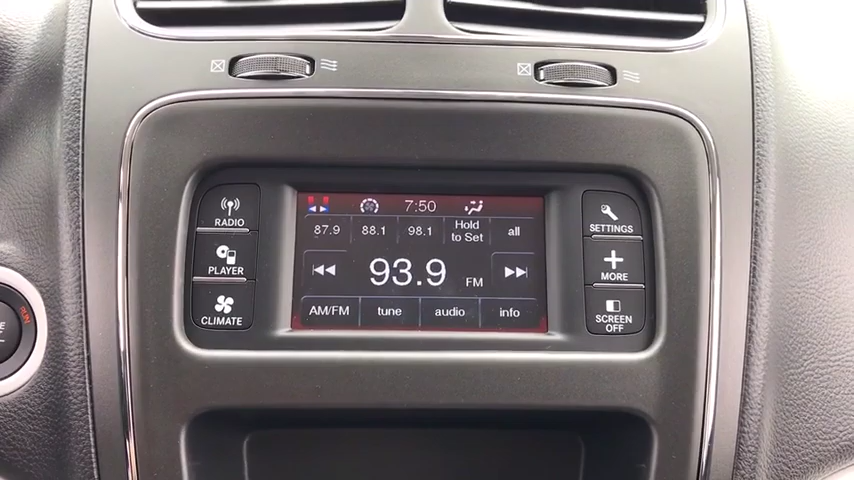 7:50
87.9 88.1 98.1 Hold to Set all
93.9 FM
AM/FM tune audio info
RADIO
PLAYER
CLIMATE
SETTINGS
MORE
SCREEN
OFF
RUN